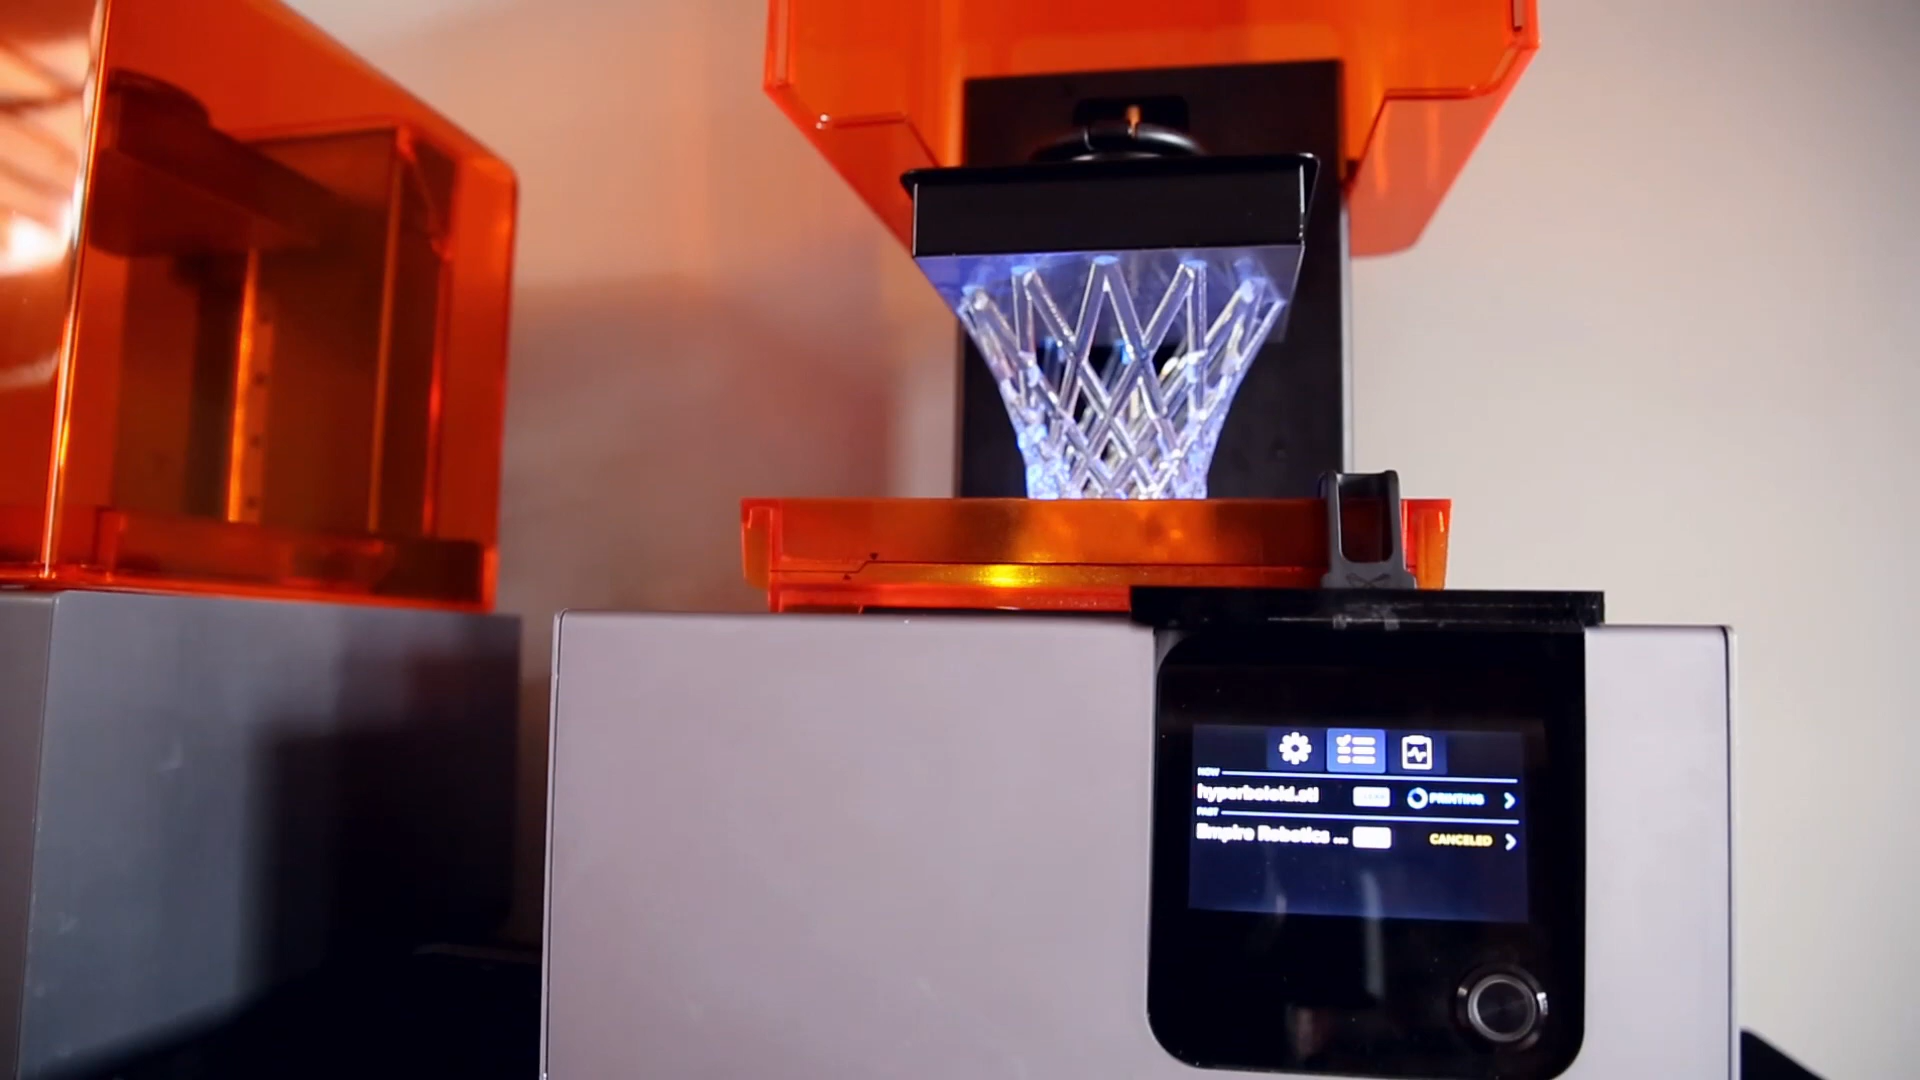 NOW
hyperboloid.stl PRINTING
PAST
Empire Robotics ... CANCELED